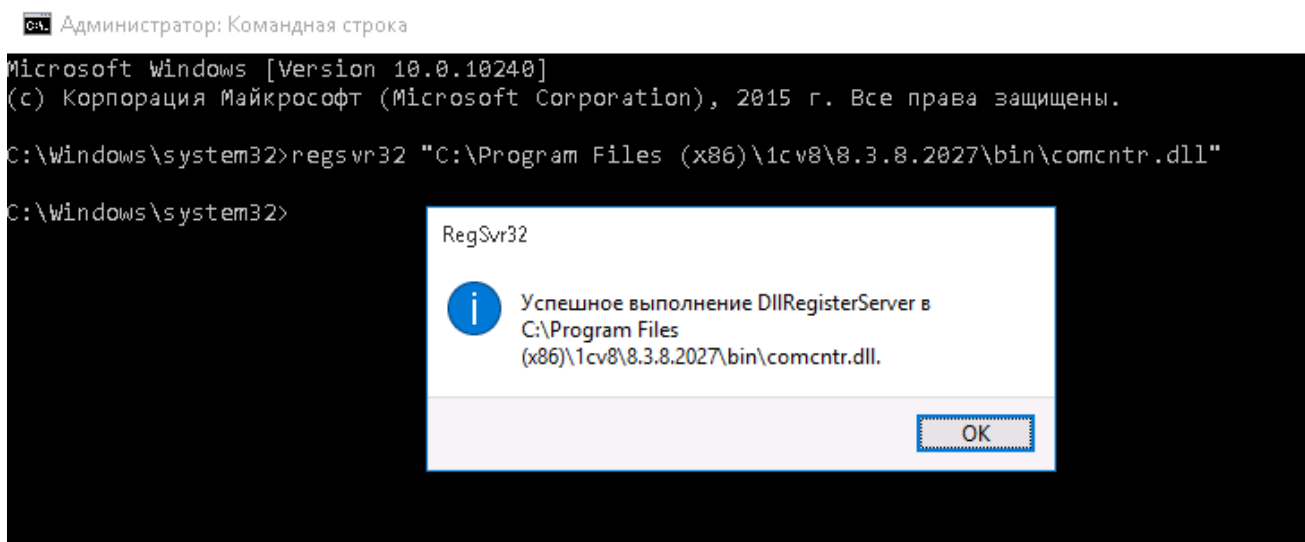 Администратор: Командная строка
Microsoft Windows [Version 10.0.10240]
(c) Корпорация Майкрософт (Microsoft Corporation), 2015 г. Все права защищены.
C:\Windows\system32>regsvr32 "C:\Program Files (x86)\1cv8\8.3.8.2027\bin\comcntr.dll"
C:\Windows\system32>
RegSvr32
Успешное выполнение DllRegisterServer в
C:\Program Files
(x86)\1cv8\8.3.8.2027\bin\comcntr.dll.
OK